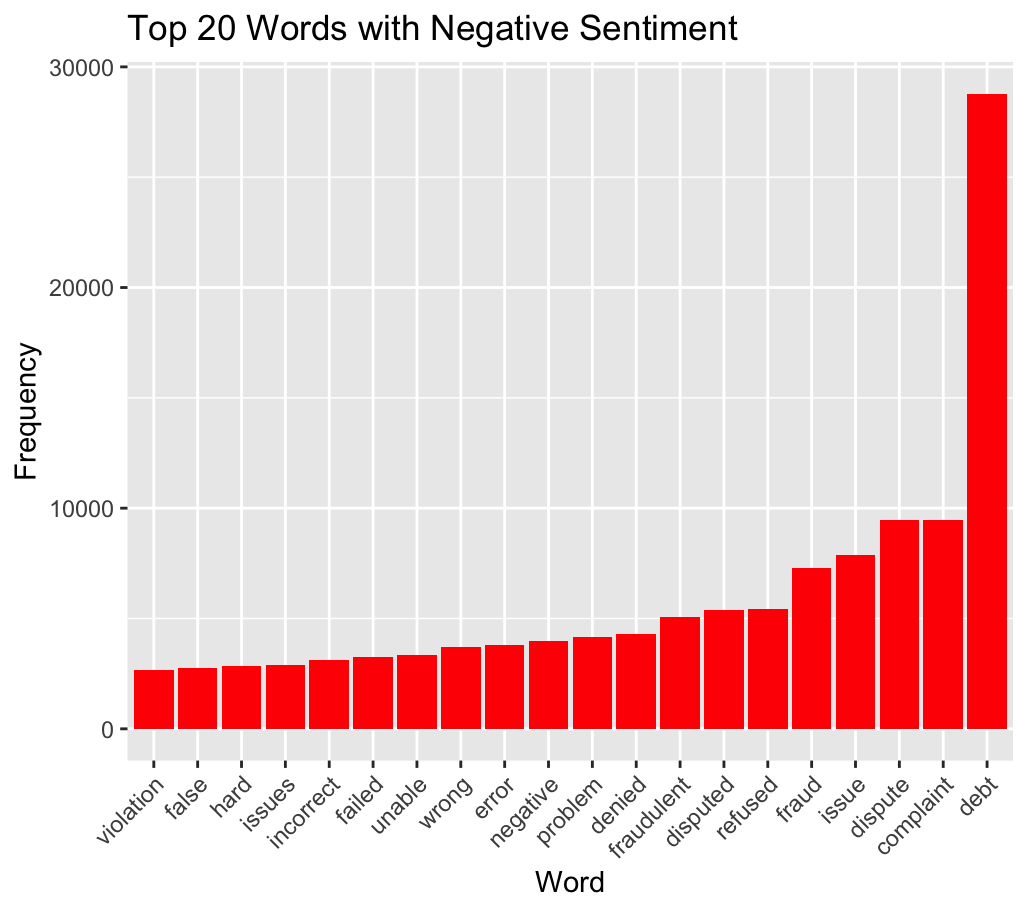 Top 20 Words with Negative Sentiment
30000
20000
10000
0
Frequency
violation
false
hard
issues
incorrect
failed
unable
wrong
error
negative
problem
denied
fraudulent
disputed
refused
fraud
issue
dispute
complaint
debt
Word